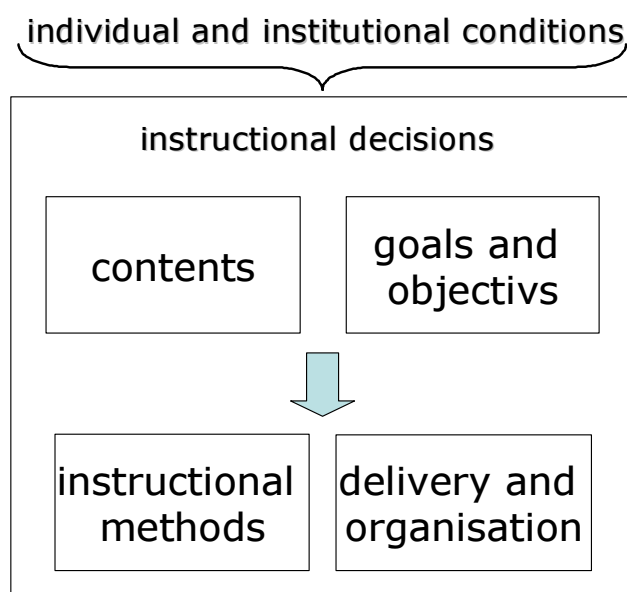 individual and institutional conditions
instructional decisions
contents
goals and
objectivs
instructional
methods
delivery and
organisation